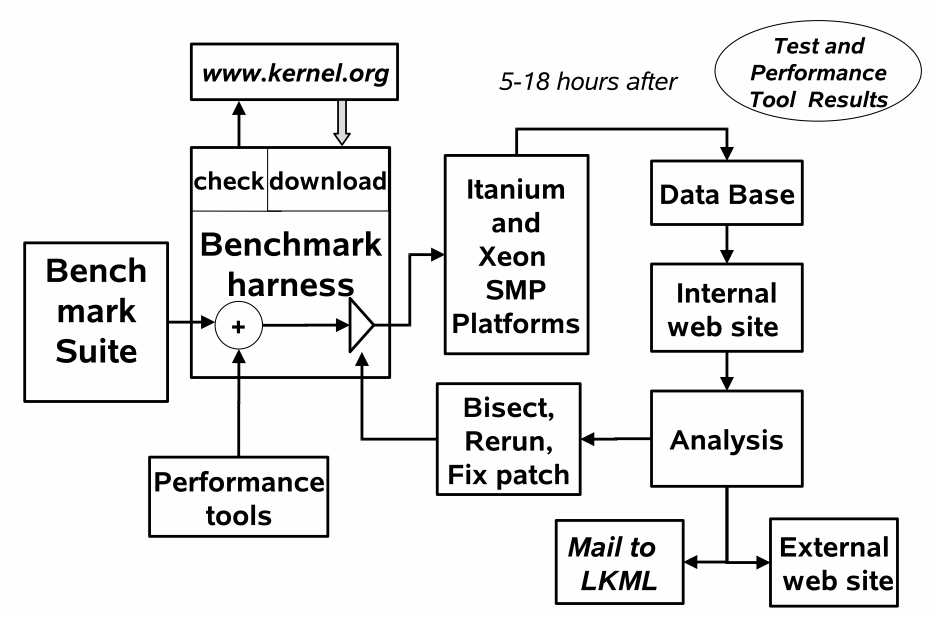 www.kernel.org
5-18 hours after
Test and
Performance
Tool Results
check
download
Benchmark
harness
+
Bench
mark
Suite
Performance
tools
Itanium
and
Xeon
SMP
Platforms
Data Base
Internal
web site
Analysis
Bisect,
Rerun,
Fix patch
Mail to
LKML
External
web site